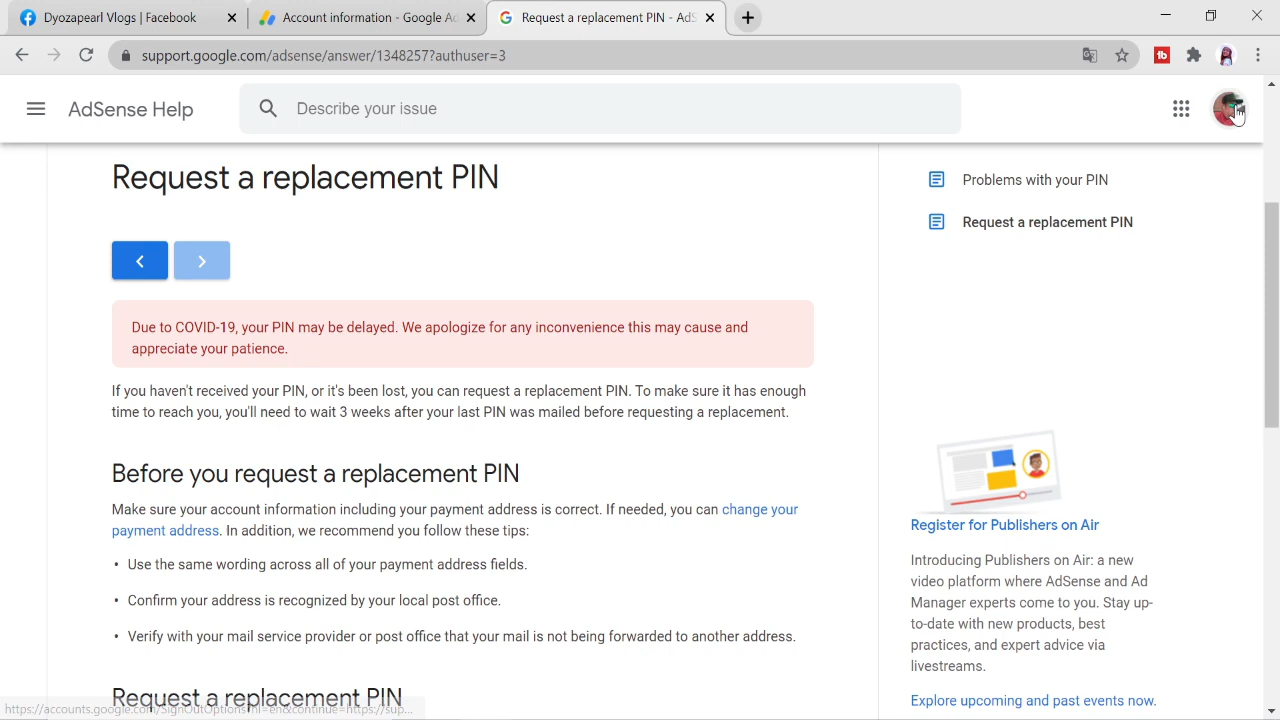 Dyozapearl Vlogs | Facebook
Account information - Google Ad
Request a replacement PIN - AdS
support.google.com/adsense/answer/1348257?authuser=3
AdSense Help
Describe your issue
Request a replacement PIN
Due to COVID-19, your PIN may be delayed. We apologize for any inconvenience this may cause and
appreciate your patience.
If you haven't received your PIN, or it's been lost, you can request a replacement PIN. To make sure it has enough
time to reach you, you'll need to wait 3 weeks after your last PIN was mailed before requesting a replacement.
Before you request a replacement PIN
Make sure your account information including your payment address is correct. If needed, you can change your
payment address. In addition, we recommend you follow these tips:
• Use the same wording across all of your payment address fields.
• Confirm your address is recognized by your local post office.
• Verify with your mail service provider or post office that your mail is not being forwarded to another address.
Request a replacement PIN
Problems with your PIN
Request a replacement PIN
Register for Publishers on Air
Introducing Publishers on Air: a new
video platform where AdSense and Ad
Manager experts come to you. Stay up-
to-date with new products, best
practices, and expert advice via
livestreams.
Explore upcoming and past events now.
https://accounts.google.com/SignOutOptions?hl=en&continue=https://sup...